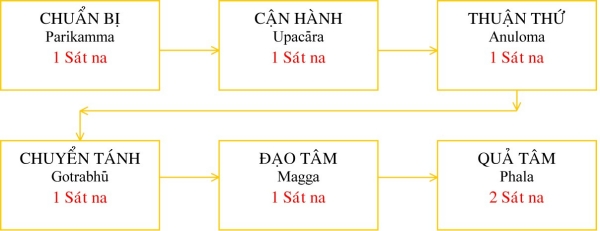 CHUẨN BỊ
Parikamma
1 Sát na
CẬN HÀNH
Upacāra
1 Sát na
THUẬN THỨ
Anuloma
1 Sát na
CHUYỂN TÁNH
Gotrabhū
1 Sát na
ĐẠO TÂM
Magga
1 Sát na
QUẢ TÂM
Phala
2 Sát na